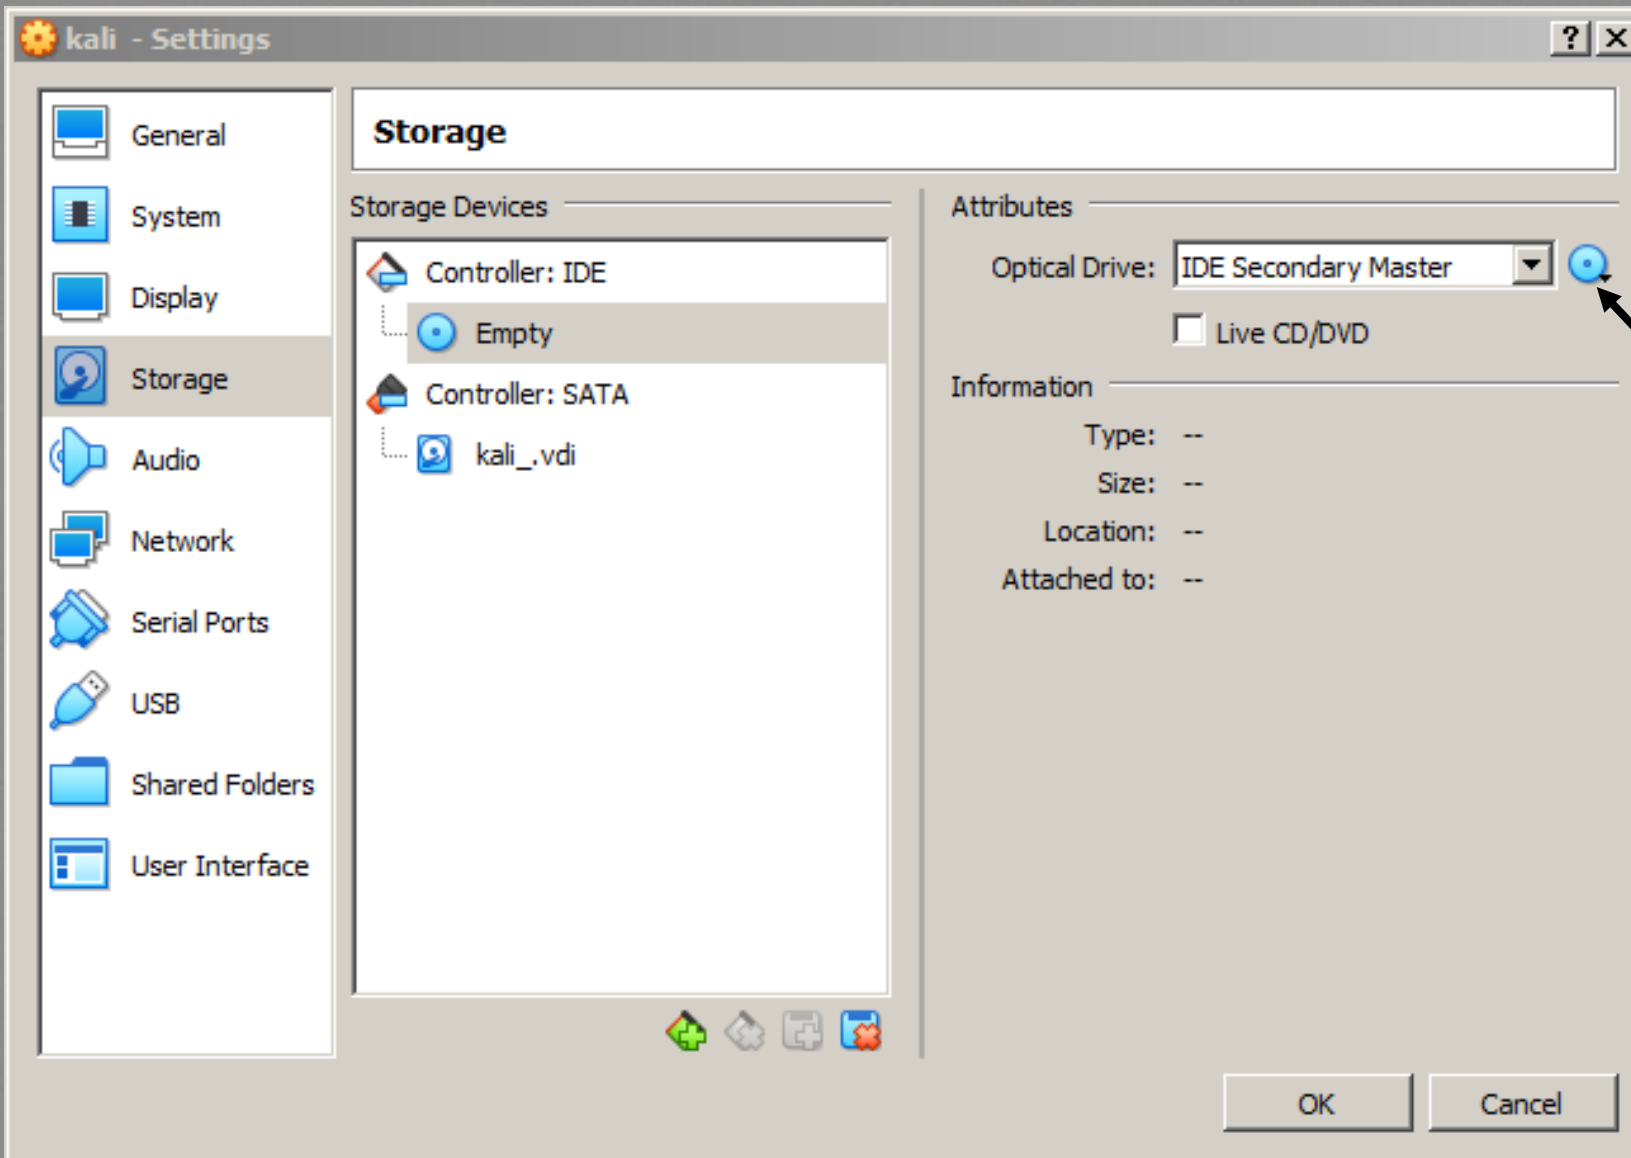 kali - Settings
?
General
System
Display
Storage
Audio
Network
Serial Ports
USB
Shared Folders
User Interface
Storage
Storage Devices
Controller: IDE
Empty
Controller: SATA
kali_.vdi
Attributes
Optical Drive: IDE Secondary Master
Live CD/DVD
Information
Type: --
Size: --
Location: --
Attached to: --
OK
Cancel